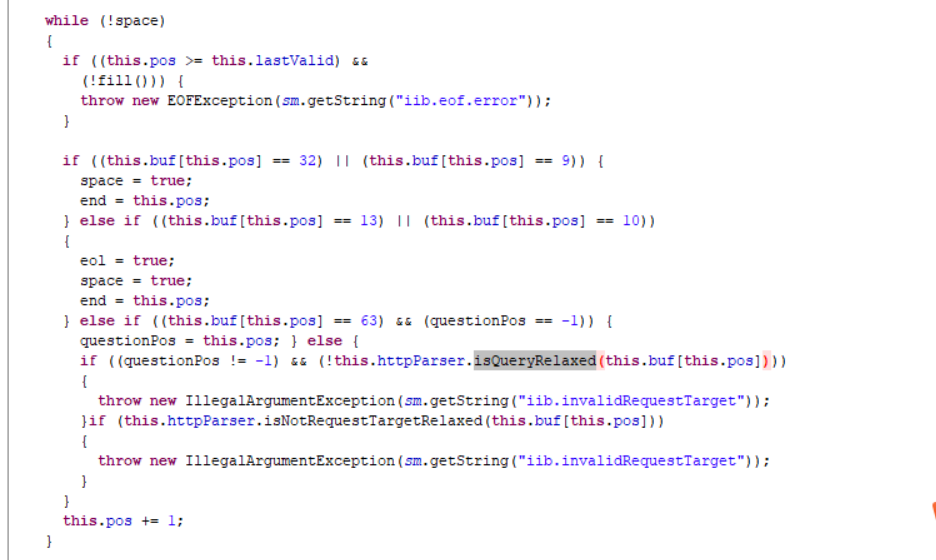 while (!space)
{
if ((this.pos >= this.lastValid) &&
(!fill())) {
throw new EOFException(sm.getString("iib.eof.error"));
}
if ((this.buf[this.pos] == 32) || (this.buf[this.pos] == 9)) {
space = true;
end = this.pos;
} else if ((this.buf[this.pos] == 13) || (this.buf[this.pos] == 10))
{
eol = true;
space = true;
end = this.pos;
} else if ((this.buf[this.pos] == 63) && (questionPos == -1)) {
questionPos = this.pos; } else {
if ((questionPos != -1) && (!this.httpParser.isQueryRelaxed(this.buf[this.pos])))
{
throw new IllegalArgumentException(sm.getString("iib.invalidRequestTarget"));
}if (this.httpParser.isNotRequestTargetRelaxed(this.buf[this.pos]))
{
throw new IllegalArgumentException(sm.getString("iib.invalidRequestTarget"));
}
}
this.pos += 1;
}